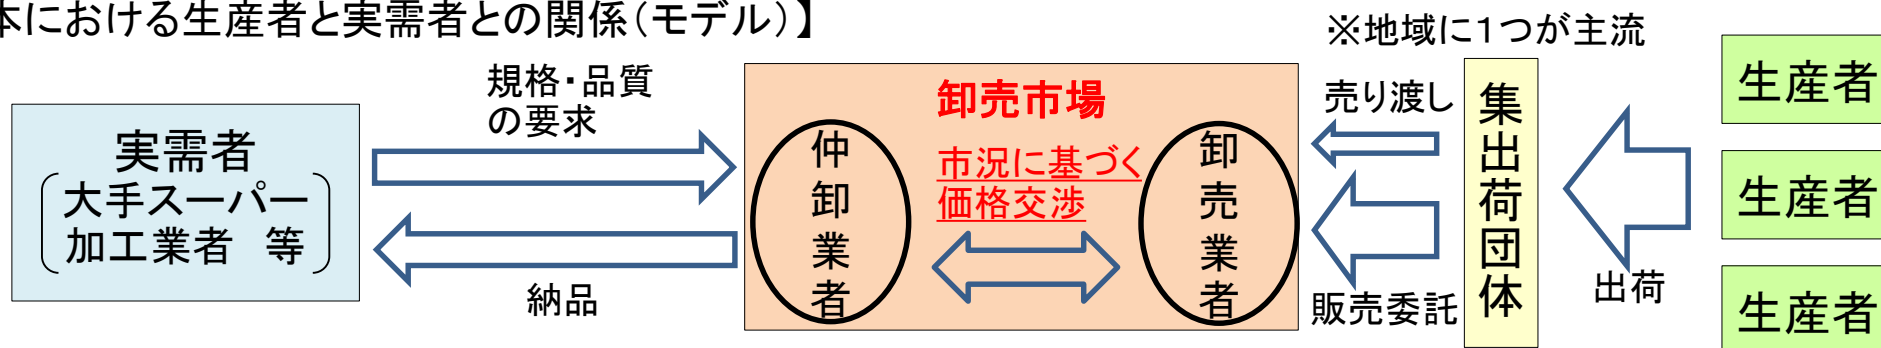 本における生産者と実需者との関係(モデル)】
※地域に1つが主流
規格・品質
の要求
実需者
大手スーパー
加工業者　等
納品
卸売市場
仲卸業者
市況に基づく
価格交渉
卸売業者
売り渡し
販売委託
集出荷団体
出荷
生産者
生産者
生産者